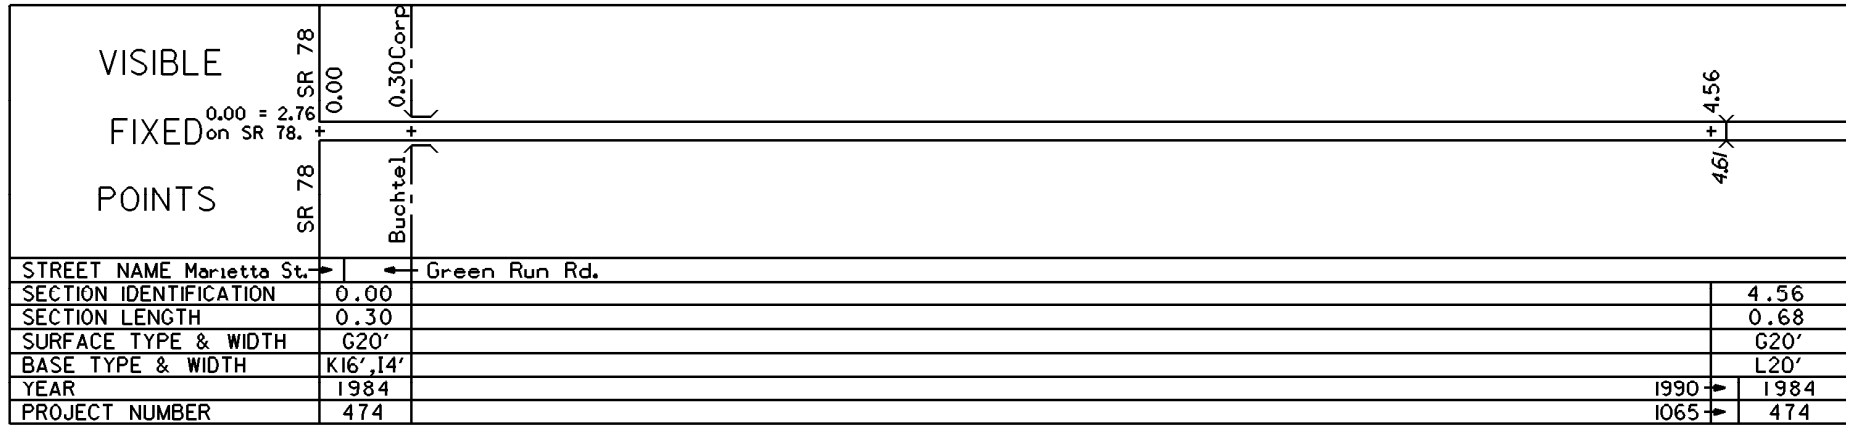 VISIBLE
FIXED
POINTS
0.00 = 2.76
on SR 78.
SR 78
SR 78
0.00
0.30 Corp
Buchtel
4.56
4.61
STREET NAME Marietta St. Green Run Rd.
SECTION IDENTIFICATION 0.00 4.56
SECTION LENGTH 0.30 0.68
SURFACE TYPE & WIDTH G20' G20'
BASE TYPE & WIDTH K16',I4' L20'
YEAR 1984 1990 1984
PROJECT NUMBER 474 1065 474